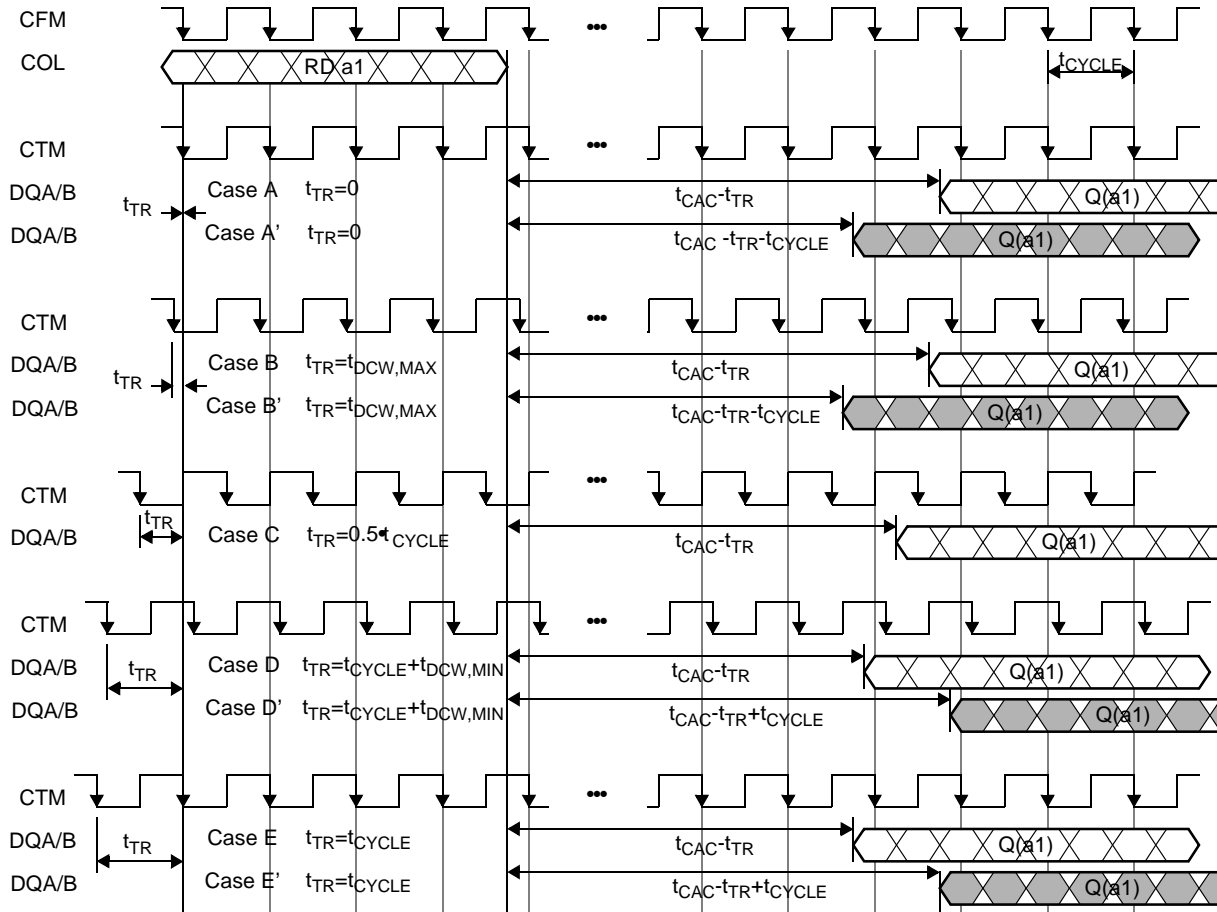 CFM •••
COL RD a1 tCYCLE
CTM •••
DQA/B Case A tTR=0 tCAC-tTR Q(a1)
tTR
DQA/B Case A’ tTR=0 tCAC -tTR-tCYCLE Q(a1)
CTM •••
DQA/B Case B tTR=tDCW,MAX tCAC-tTR Q(a1)
tTR
DQA/B Case B’ tTR=tDCW,MAX tCAC-tTR-tCYCLE Q(a1)
CTM •••
tTR
DQA/B Case C tTR=0.5•tCYCLE tCAC-tTR Q(a1)
CTM •••
DQA/B tTR Case D tTR=tCYCLE+tDCW,MIN tCAC-tTR Q(a1)
DQA/B Case D’ tTR=tCYCLE+tDCW,MIN tCAC-tTR+tCYCLE Q(a1)
CTM •••
DQA/B tTR Case E tTR=tCYCLE tCAC-tTR Q(a1)
DQA/B Case E’ tTR=tCYCLE tCAC-tTR+tCYCLE Q(a1)